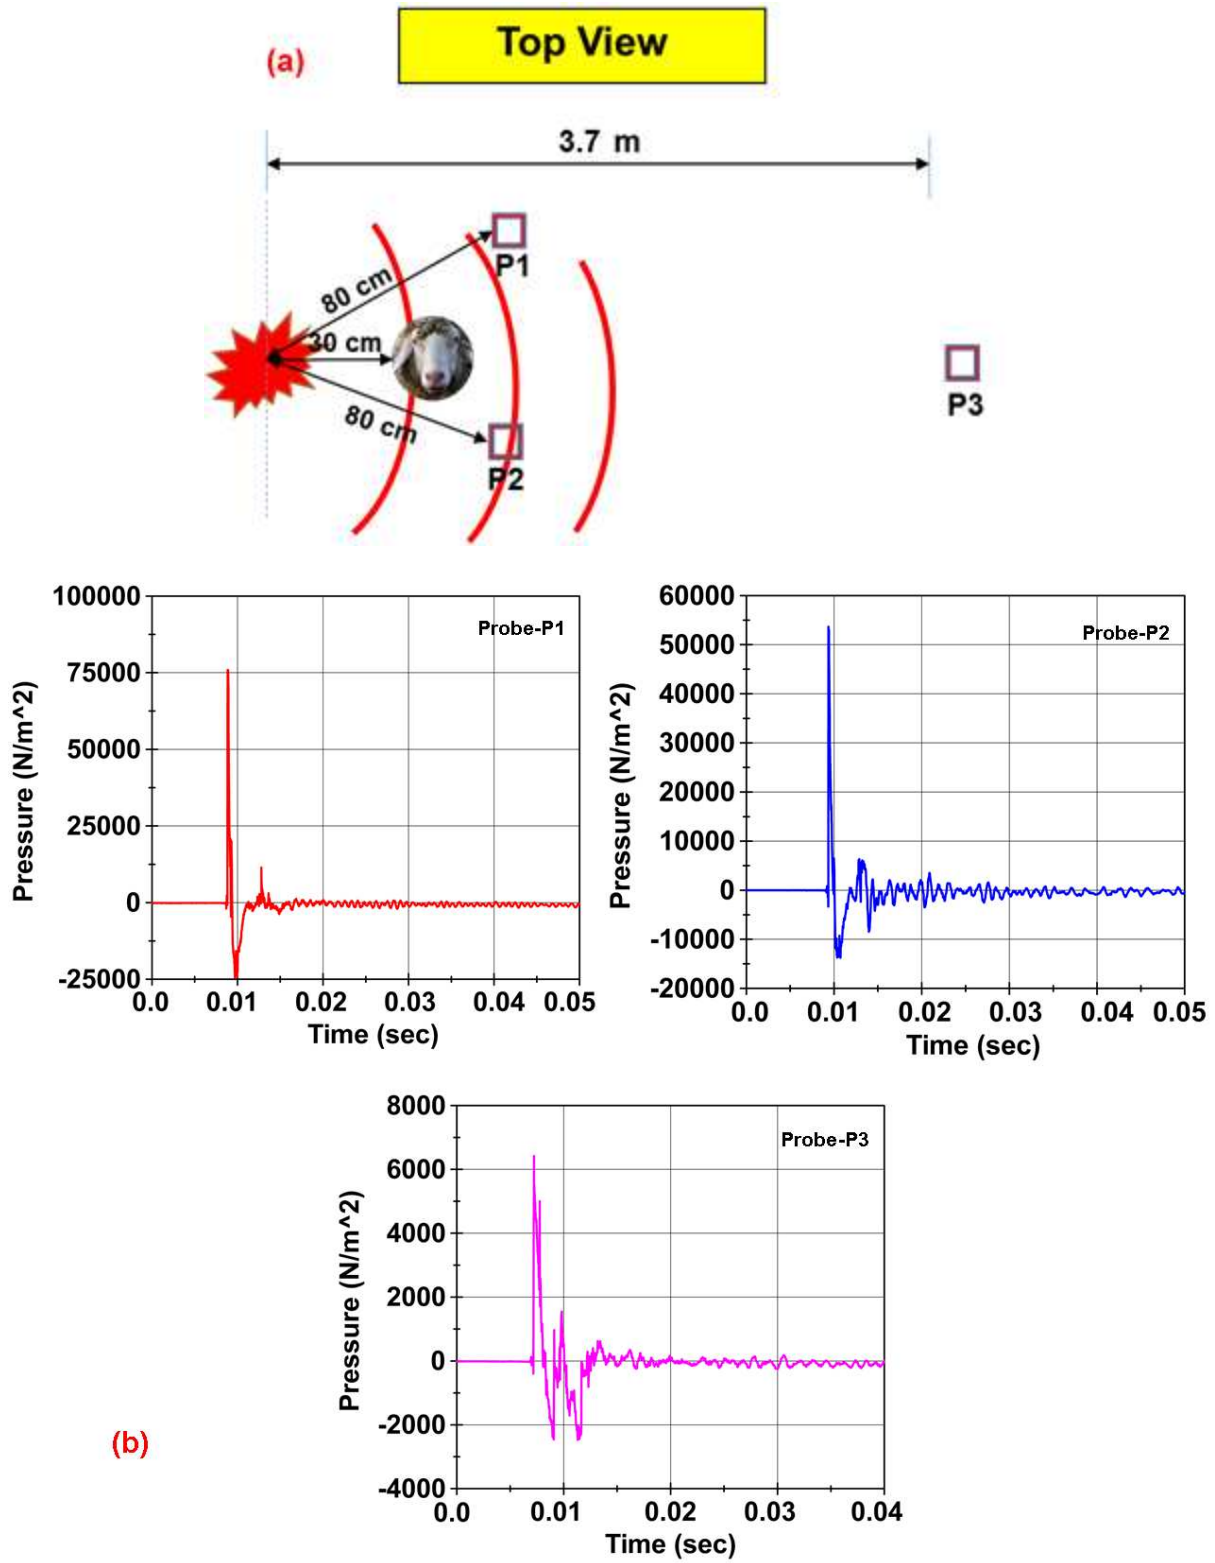 Top View
(a)
3.7 m
P1
80 cm
30 cm
80 cm
P2
P3
100000
75000
50000
25000
0
-25000
Pressure (N/m^2)
Probe-P1
0.0 0.01 0.02 0.03 0.04 0.05
Time (sec)
60000
50000
40000
30000
20000
10000
0
-10000
-20000
Pressure (N/m^2)
Probe-P2
0.0 0.01 0.02 0.03 0.04 0.05
Time (sec)
8000
6000
4000
2000
0
-2000
-4000
Pressure (N/m^2)
Probe-P3
0.0 0.01 0.02 0.03 0.04
Time (sec)
(b)